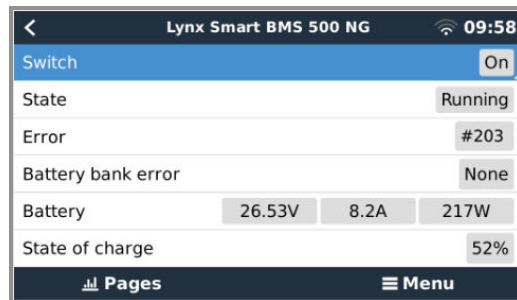 Lynx Smart BMS 500 NG 09:58
Switch On
State Running
Error #203
Battery bank error None
Battery 26.53V 8.2A 217W
State of charge 52%
Pages Menu